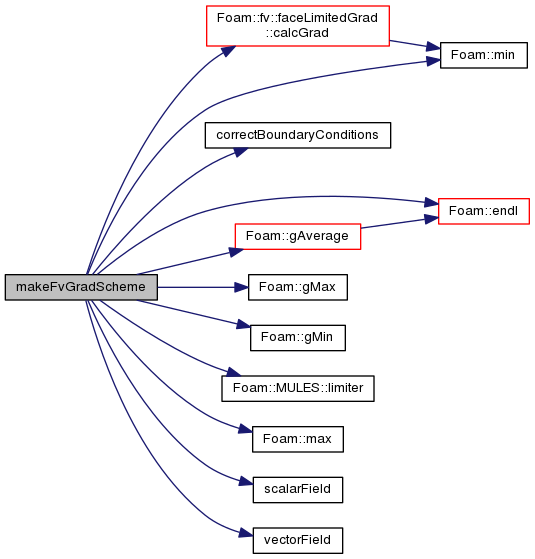 Foam::fv::faceLimitedGrad
::calcGrad
Foam::min
correctBoundaryConditions
Foam::endl
Foam::gAverage
makeFvGradScheme
Foam::gMax
Foam::gMin
Foam::MULES::limiter
Foam::max
scalarField
vectorField